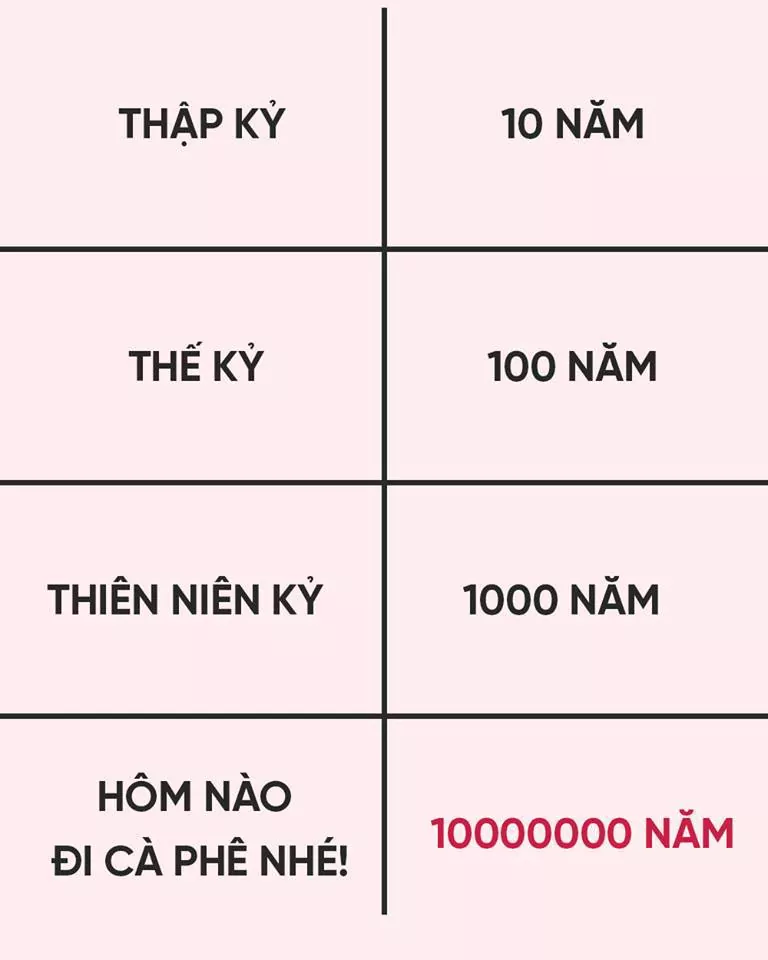 THẬP KỶ
10 NĂM
THẾ KỶ
100 NĂM
THIÊN NIÊN KỶ
1000 NĂM
HÔM NÀO
ĐI CÀ PHÊ NHÉ!
10000000 NĂM